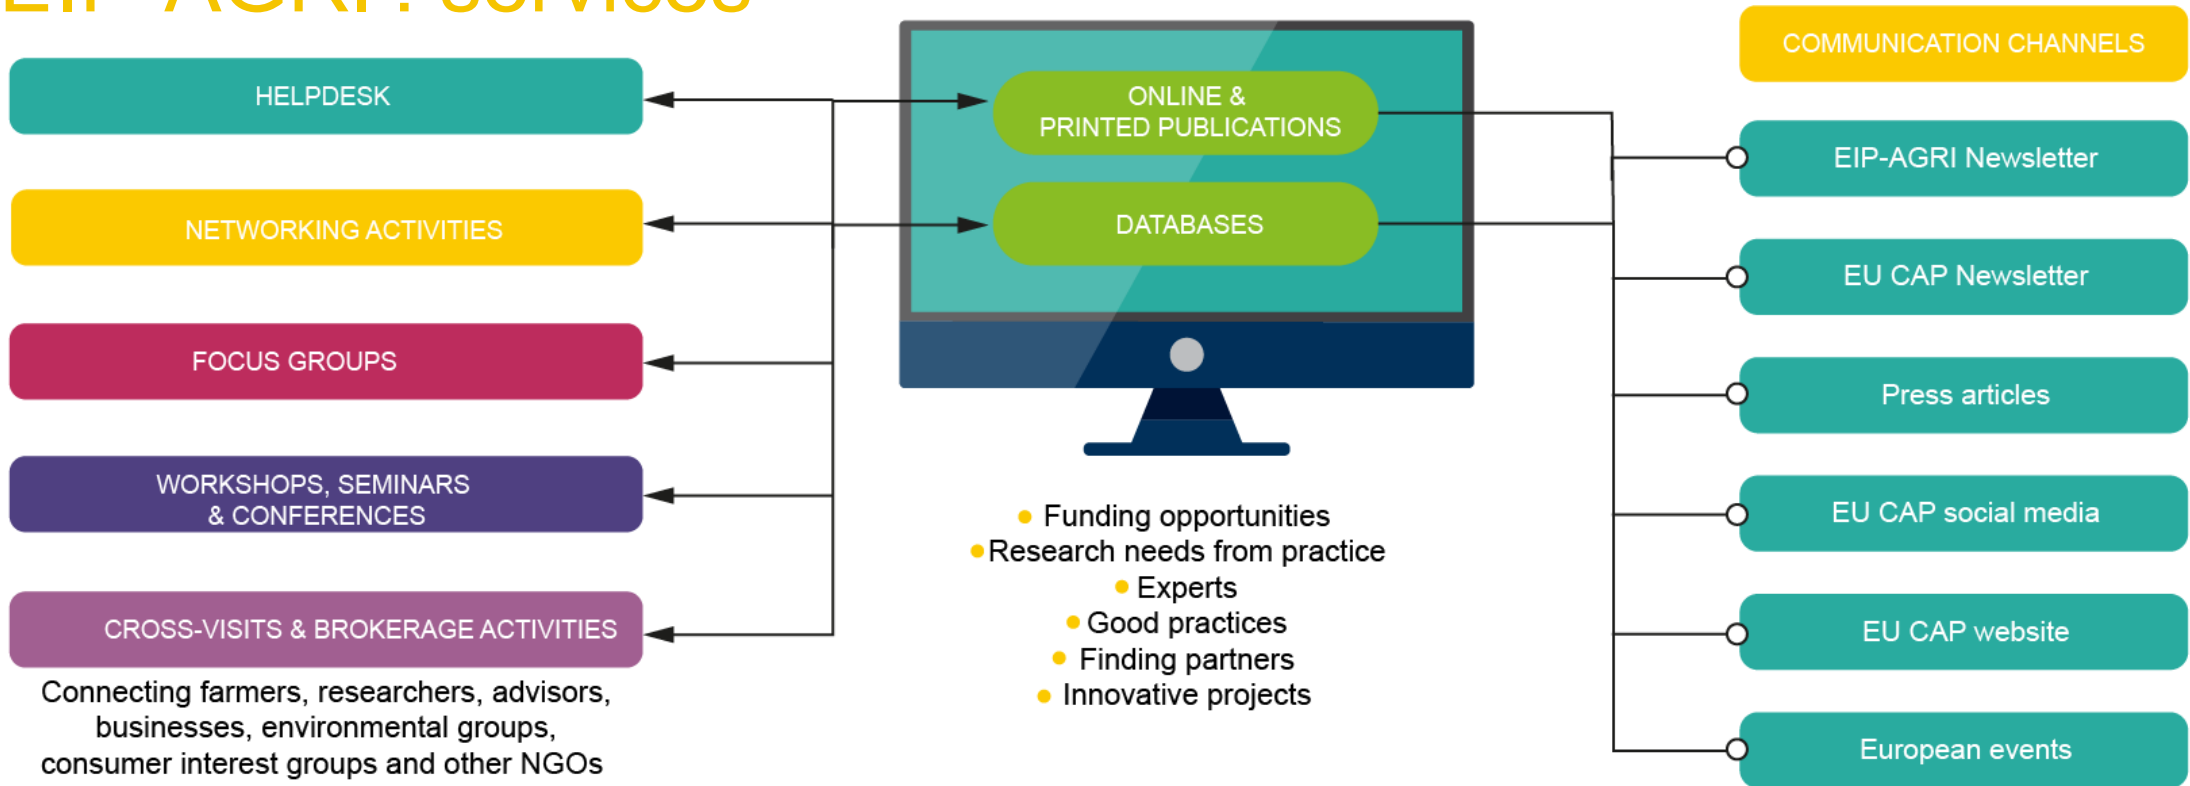 EIP-AGRI: services
HELPDESK
NETWORKING ACTIVITIES
FOCUS GROUPS
WORKSHOPS, SEMINARS
& CONFERENCES
CROSS-VISITS & BROKERAGE ACTIVITIES
Connecting farmers, researchers, advisors,
businesses, environmental groups,
consumer interest groups and other NGOs
ONLINE &
PRINTED PUBLICATIONS
DATABASES
• Funding opportunities
• Research needs from practice
• Experts
• Good practices
• Finding partners
• Innovative projects
COMMUNICATION CHANNELS
EIP-AGRI Newsletter
EU CAP Newsletter
Press articles
EU CAP social media
EU CAP website
European events